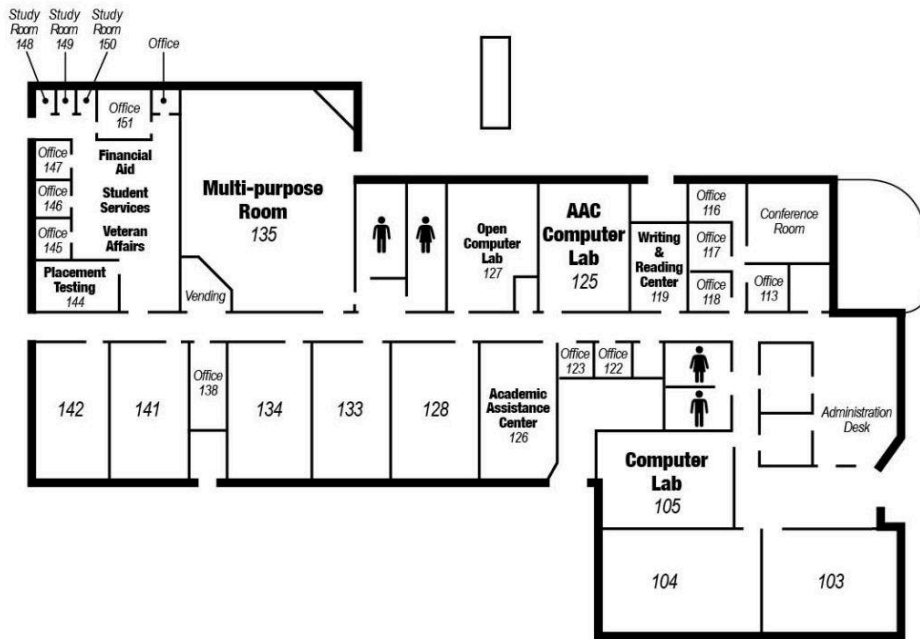 Study
Room
148
Study
Room
149
Study
Room
150
Office
Office
151
Office
147
Office
146
Office
145
Financial
Aid
Student
Services
Veteran
Affairs
Placement
Testing
144
Multi-purpose
Room
135
Vending
Open
Computer
Lab
127
AAC
Computer
Lab
125
Writing
&
Reading
Center
119
Office
116
Office
117
Office
118
Conference
Room
Office
113
142
141
Office
138
134
133
128
Academic
Assistance
Center
126
Office
123
Office
122
Administration
Desk
Computer
Lab
105
104
103